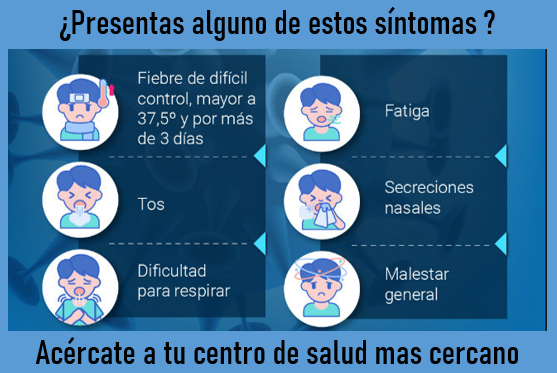 ¿Presentas alguno de estos síntomas ?
Fiebre de difícil
control, mayor a
37,5º y por más
de 3 días
Tos
Dificultad
para respirar
Fatiga
Secreciones
nasales
Malestar
general
Acércate a tu centro de salud mas cercano